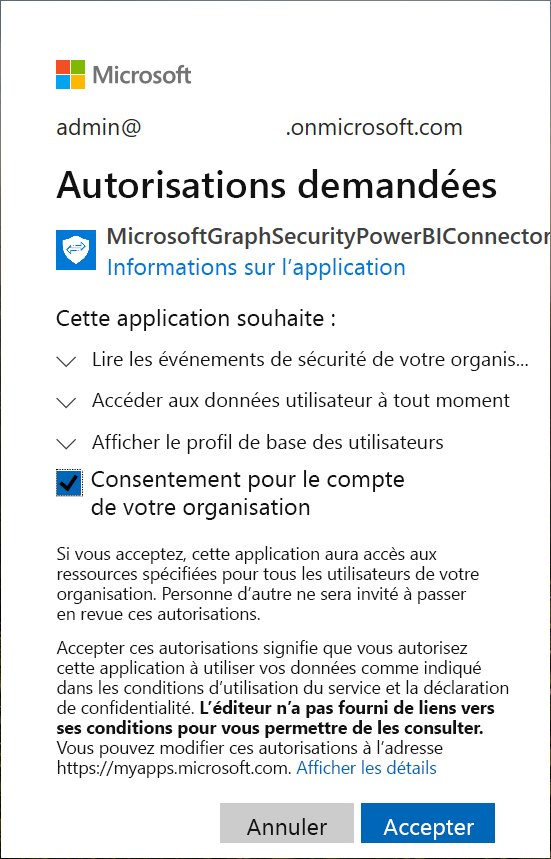 Microsoft
admin@ .onmicrosoft.com
Autorisations demandées
MicrosoftGraphSecurityPowerBIConnector
Informations sur l’application
Cette application souhaite :
Lire les événements de sécurité de votre organis...
Accéder aux données utilisateur à tout moment
Afficher le profil de base des utilisateurs
Consentement pour le compte
de votre organisation
Si vous acceptez, cette application aura accès aux
ressources spécifiées pour tous les utilisateurs de votre
organisation. Personne d’autre ne sera invité à passer
en revue ces autorisations.
Accepter ces autorisations signifie que vous autorisez
cette application à utiliser vos données comme indiqué
dans les conditions d’utilisation du service et la déclaration
de confidentialité. L’éditeur n’a pas fourni de liens vers
ses conditions pour vous permettre de les consulter.
Vous pouvez modifier ces autorisations à l’adresse
https://myapps.microsoft.com. Afficher les détails
Annuler
Accepter